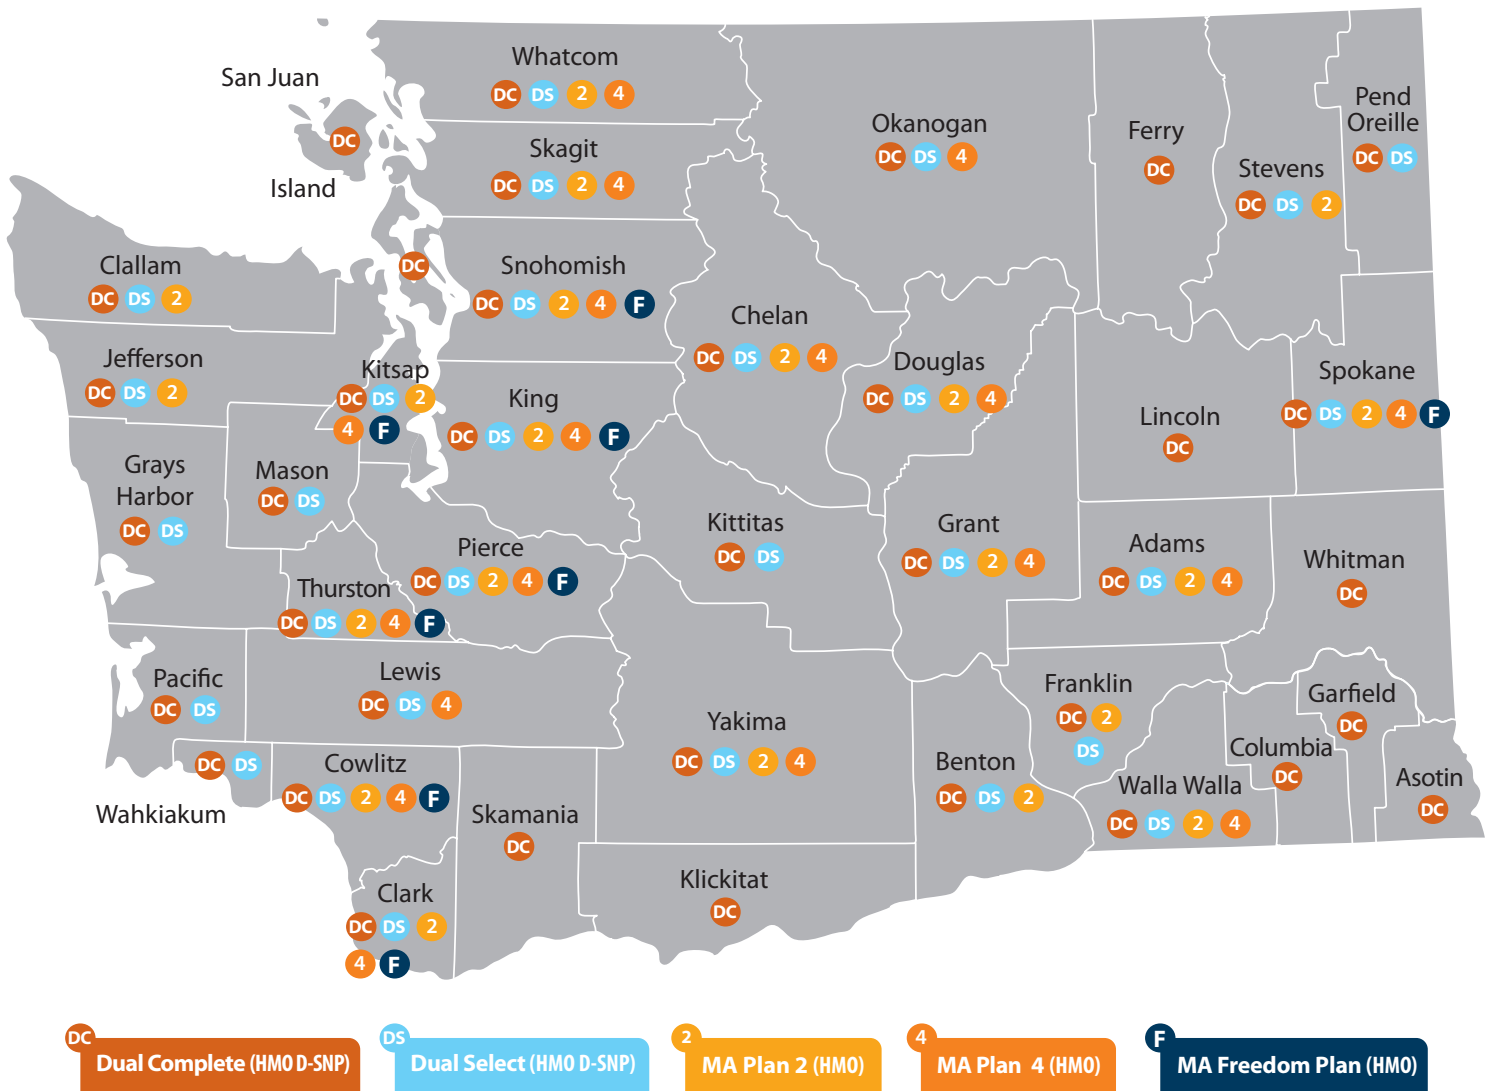 Whatcom
DC DS 2 4
San Juan
DC
Island
DC
Skagit
DC DS 2 4
Okanogan
DC DS 4
Ferry
DC
Stevens
DC DS 2
Pend
Oreille
DC DS
Clallam
DC DS 2
Snohomish
DC DS 2 4 F
Chelan
DC DS 2 4
Jefferson
DC DS 2
Kitsap
DC DS 2
4 F
King
DC DS 2 4 F
Douglas
DC DS 2 4
Lincoln
DC
Spokane
DC DS 2 4 F
Grays
Harbor
DC DS
Mason
DC DS
Pierce
DC DS 2 4 F
Kittitas
DC DS
Grant
DC DS 2 4
Adams
DC DS 2 4
Whitman
DC
Thurston
DC DS 2 4 F
Pacific
DC DS
Lewis
DC DS 4
Yakima
DC DS 2 4
Benton
DC DS 2
Franklin
DC 2
DS
Walla Walla
DC DS 2 4
Columbia
DC
Garfield
DC
Asotin
DC
DC DS
Wahkiakum
Cowlitz
DC DS 2 4 F
Skamania
DC
Clark
DC DS 2
4 F
Klickitat
DC
DC
Dual Complete (HMO D-SNP)
DS
Dual Select (HMO D-SNP)
2
MA Plan 2 (HMO)
4
MA Plan 4 (HMO)
F
MA Freedom Plan (HMO)